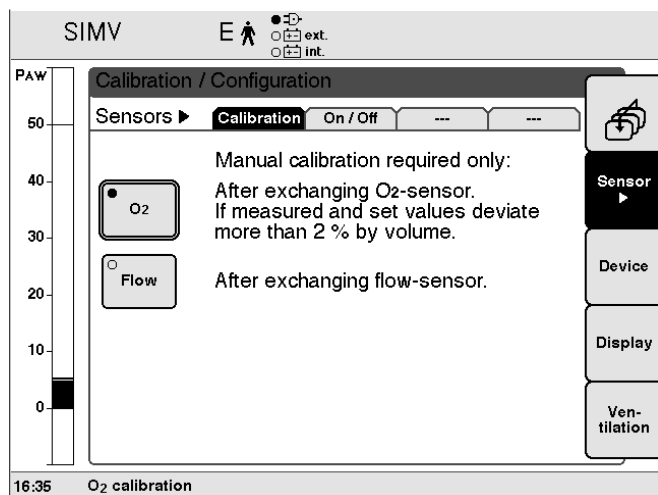 SIMV
E
ext.
int.
PAW
Calibration / Configuration
Sensors ▶
Calibration
On / Off
---
---
50
40
30
20
10
0
Manual calibration required only:
O2
After exchanging O2-sensor.
If measured and set values deviate
more than 2 % by volume.
Flow
After exchanging flow-sensor.
Sensor
▶
Device
Display
Ven-
tilation
16:35
O2 calibration